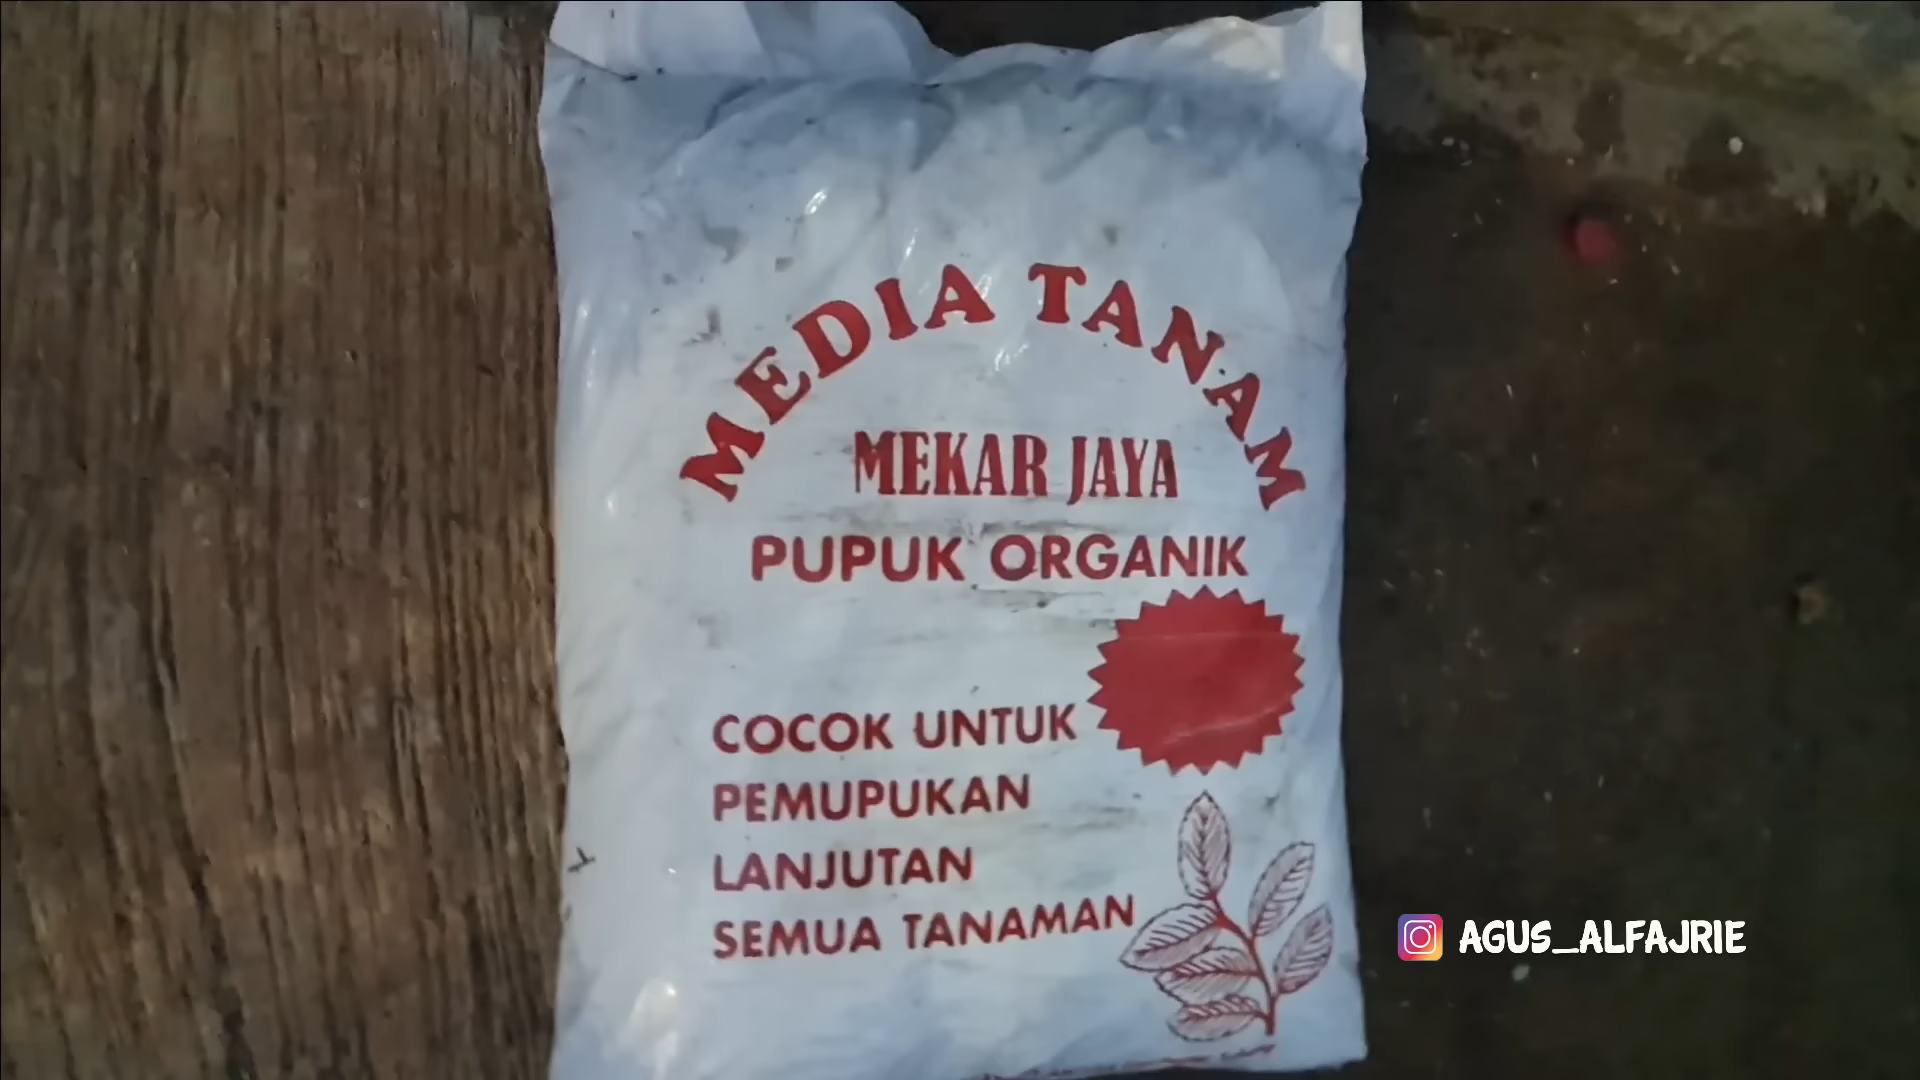 MEDIA TANAM
MEKAR JAYA
PUPUK ORGANIK
COCOK UNTUK
PEMUPUKAN
LANJUTAN
SEMUA TANAMAN
AGUS_ALFAJRIE